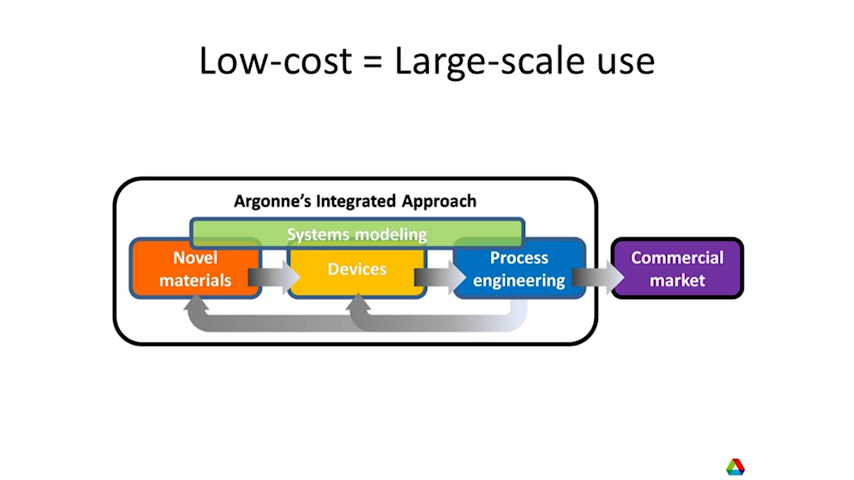 Low-cost = Large-scale use
Argonne's Integrated Approach
Systems modeling
Novel
materials
Devices
Process
engineering
Commercial
market